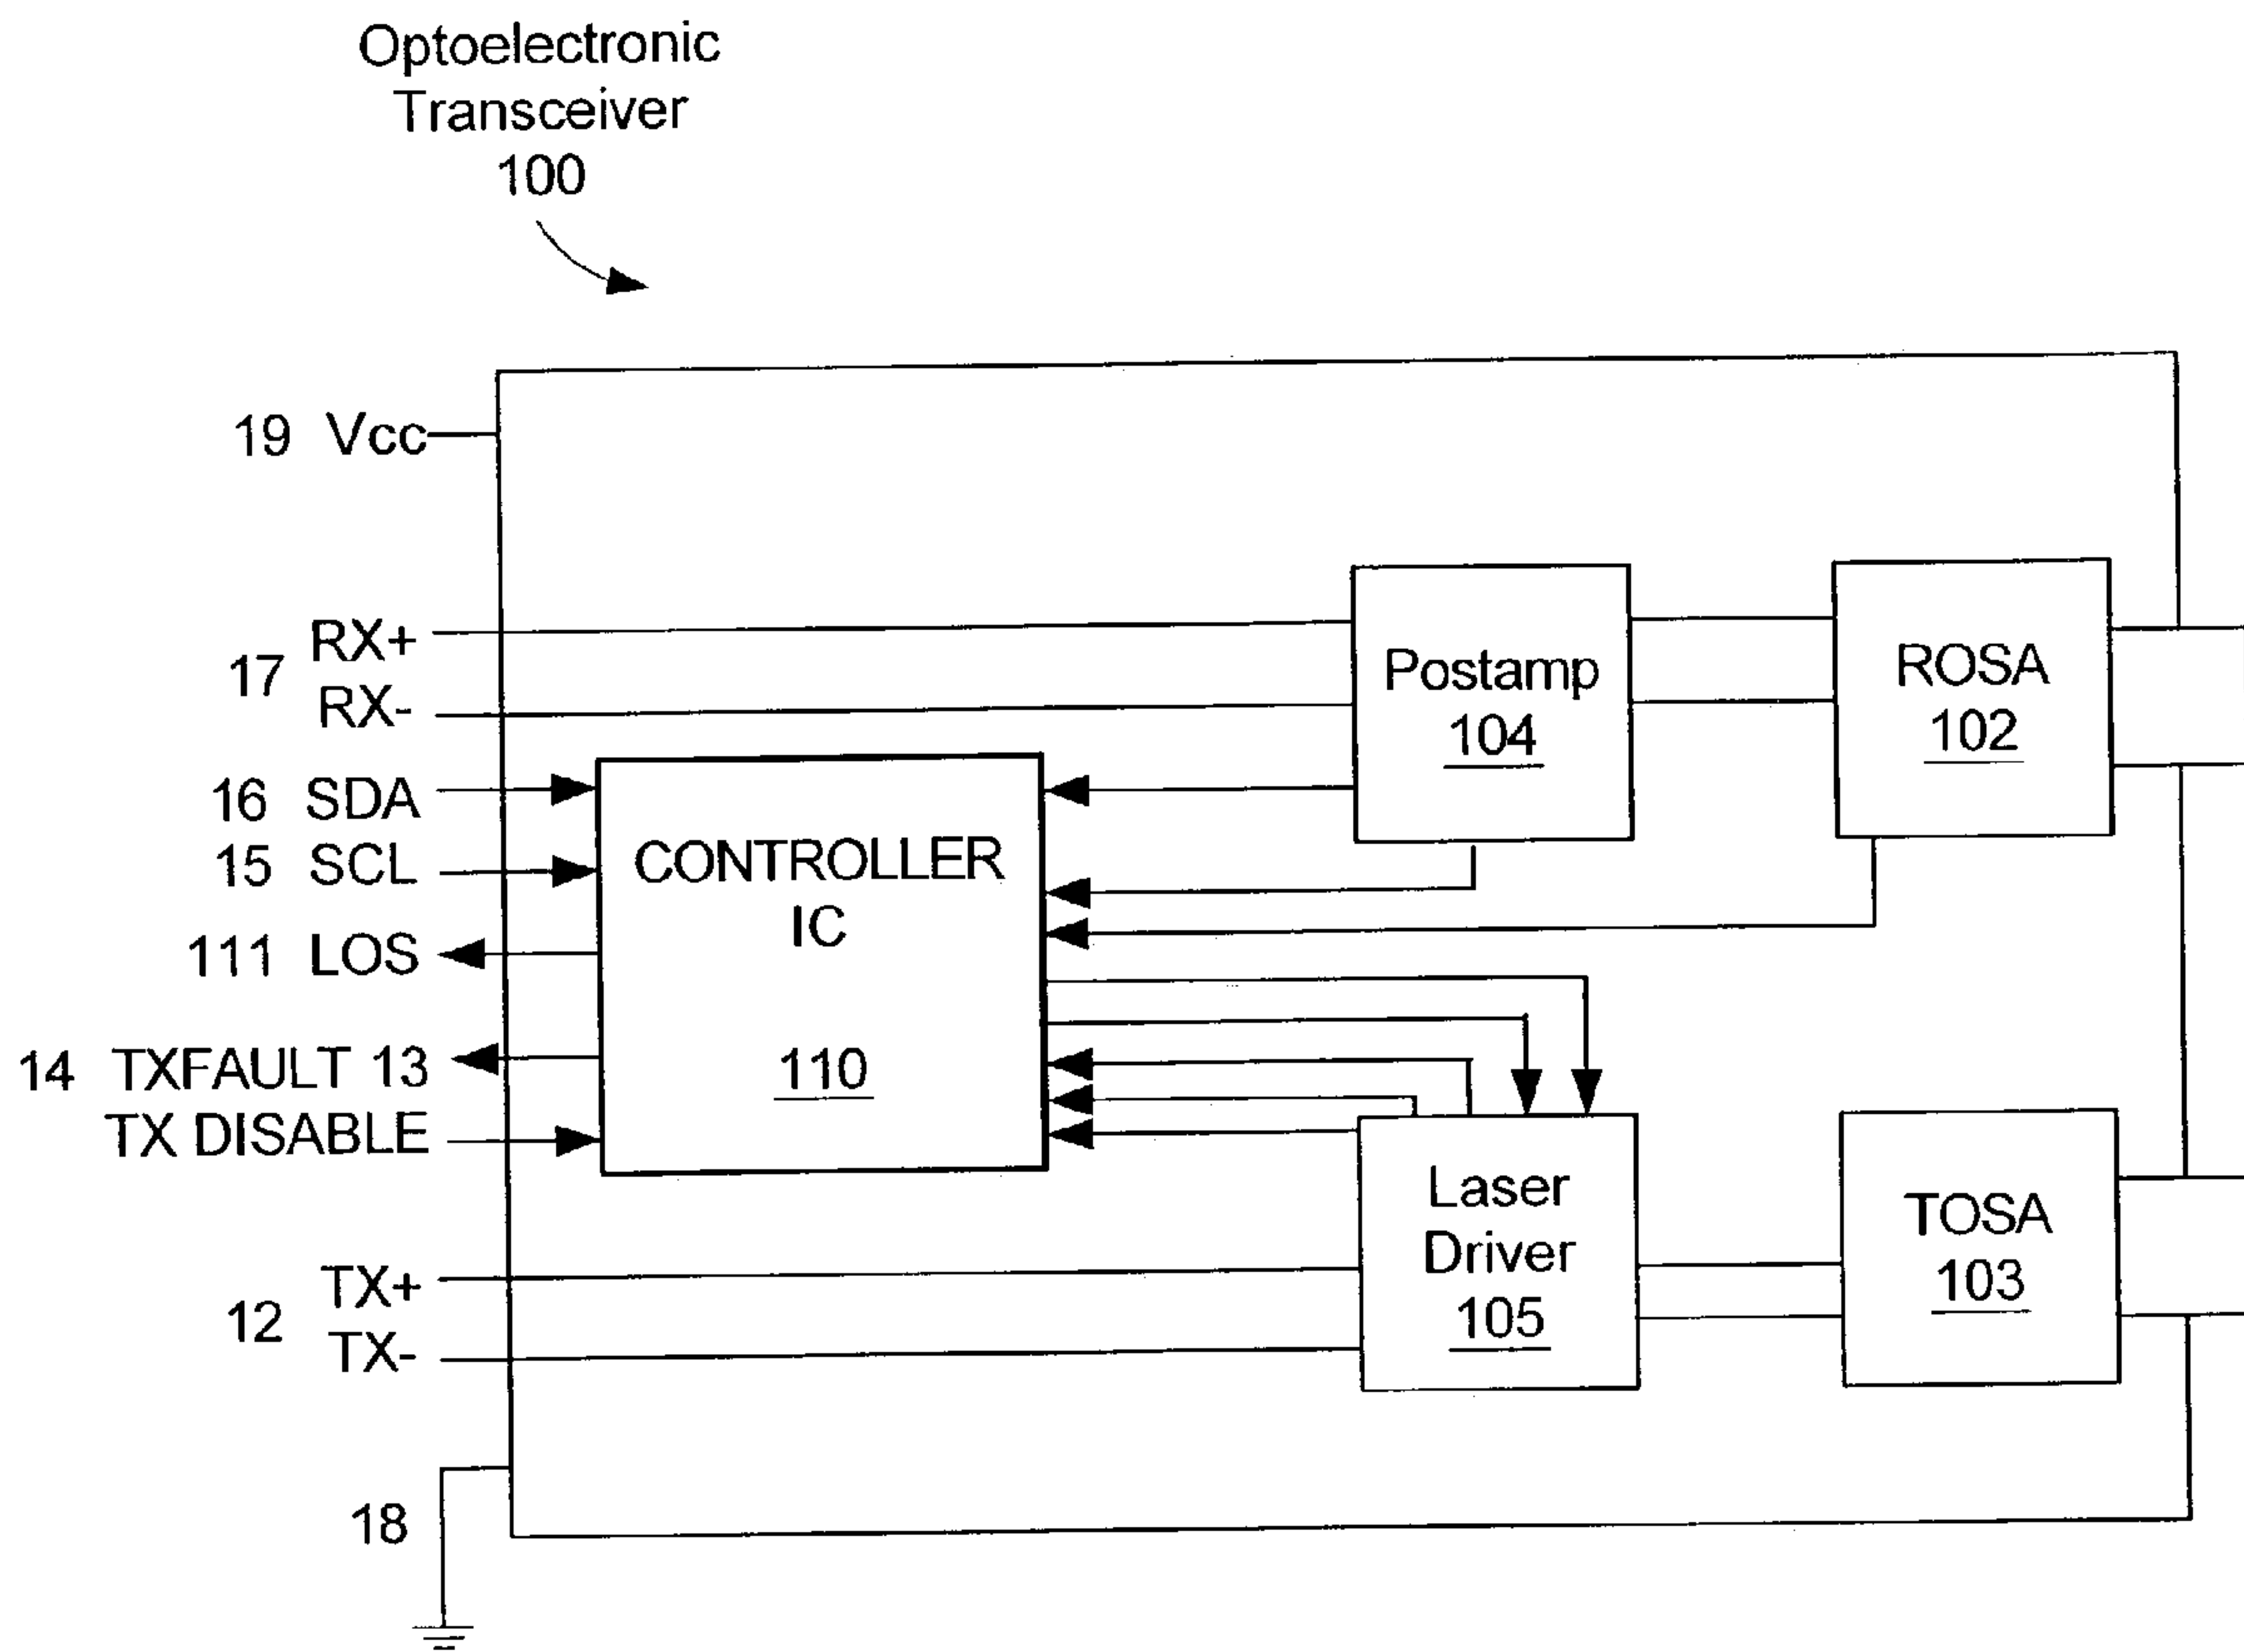 Optoelectronic
Transceiver
100
19 Vcc
RX+
17
RX-
Postamp
104
ROSA
102
16 SDA
15 SCL
111 LOS
CONTROLLER
IC
110
14 TXFAULT 13
TX DISABLE
Laser
Driver
105
TOSA
103
TX+
12
TX-
18